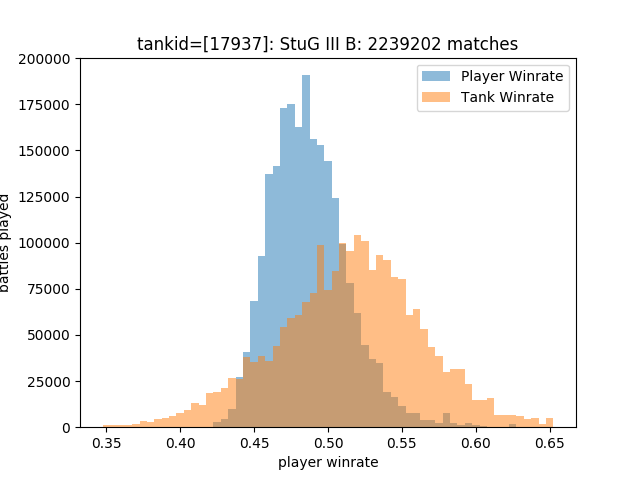 tankid=[17937]: StuG III B: 2239202 matches
Player Winrate
Tank Winrate
200000
175000
150000
125000
100000
75000
50000
25000
0
battles played
0.35 0.40 0.45 0.50 0.55 0.60 0.65
player winrate